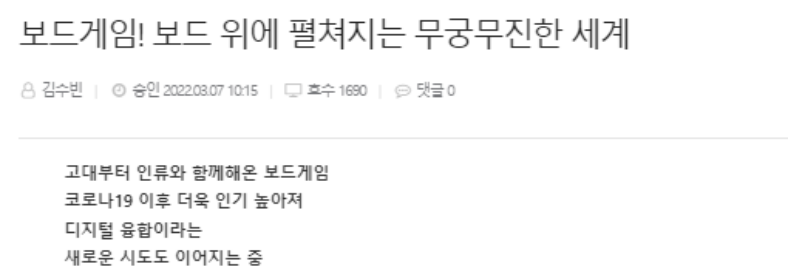 보드게임! 보드 위에 펼쳐지는 무궁무진한 세계
김수빈 | 승인 2022.03.07 10:15 | 호수 1690 | 댓글 0
고대부터 인류와 함께해온 보드게임
코로나19 이후 더욱 인기 높아져
디지털 융합이라는
새로운 시도도 이어지는 중